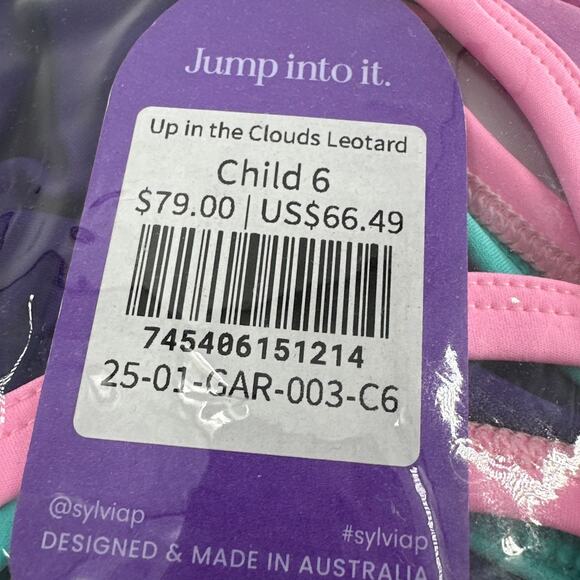 Jump into it.
Up in the Clouds Leotard
Child 6
$79.00 | US$66.49
745406151214
25-01-GAR-003-C6
@sylviap
#sylviap
DESIGNED & MADE IN AUSTRALIA